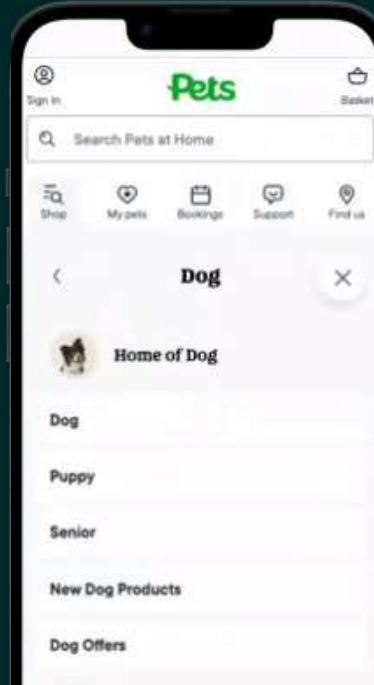 Pets
Sign In
Basket
Search Pets at Home
Shop My pets Bookings Support Find us
Dog
Home of Dog
Dog
Puppy
Senior
New Dog Products
Dog Offers